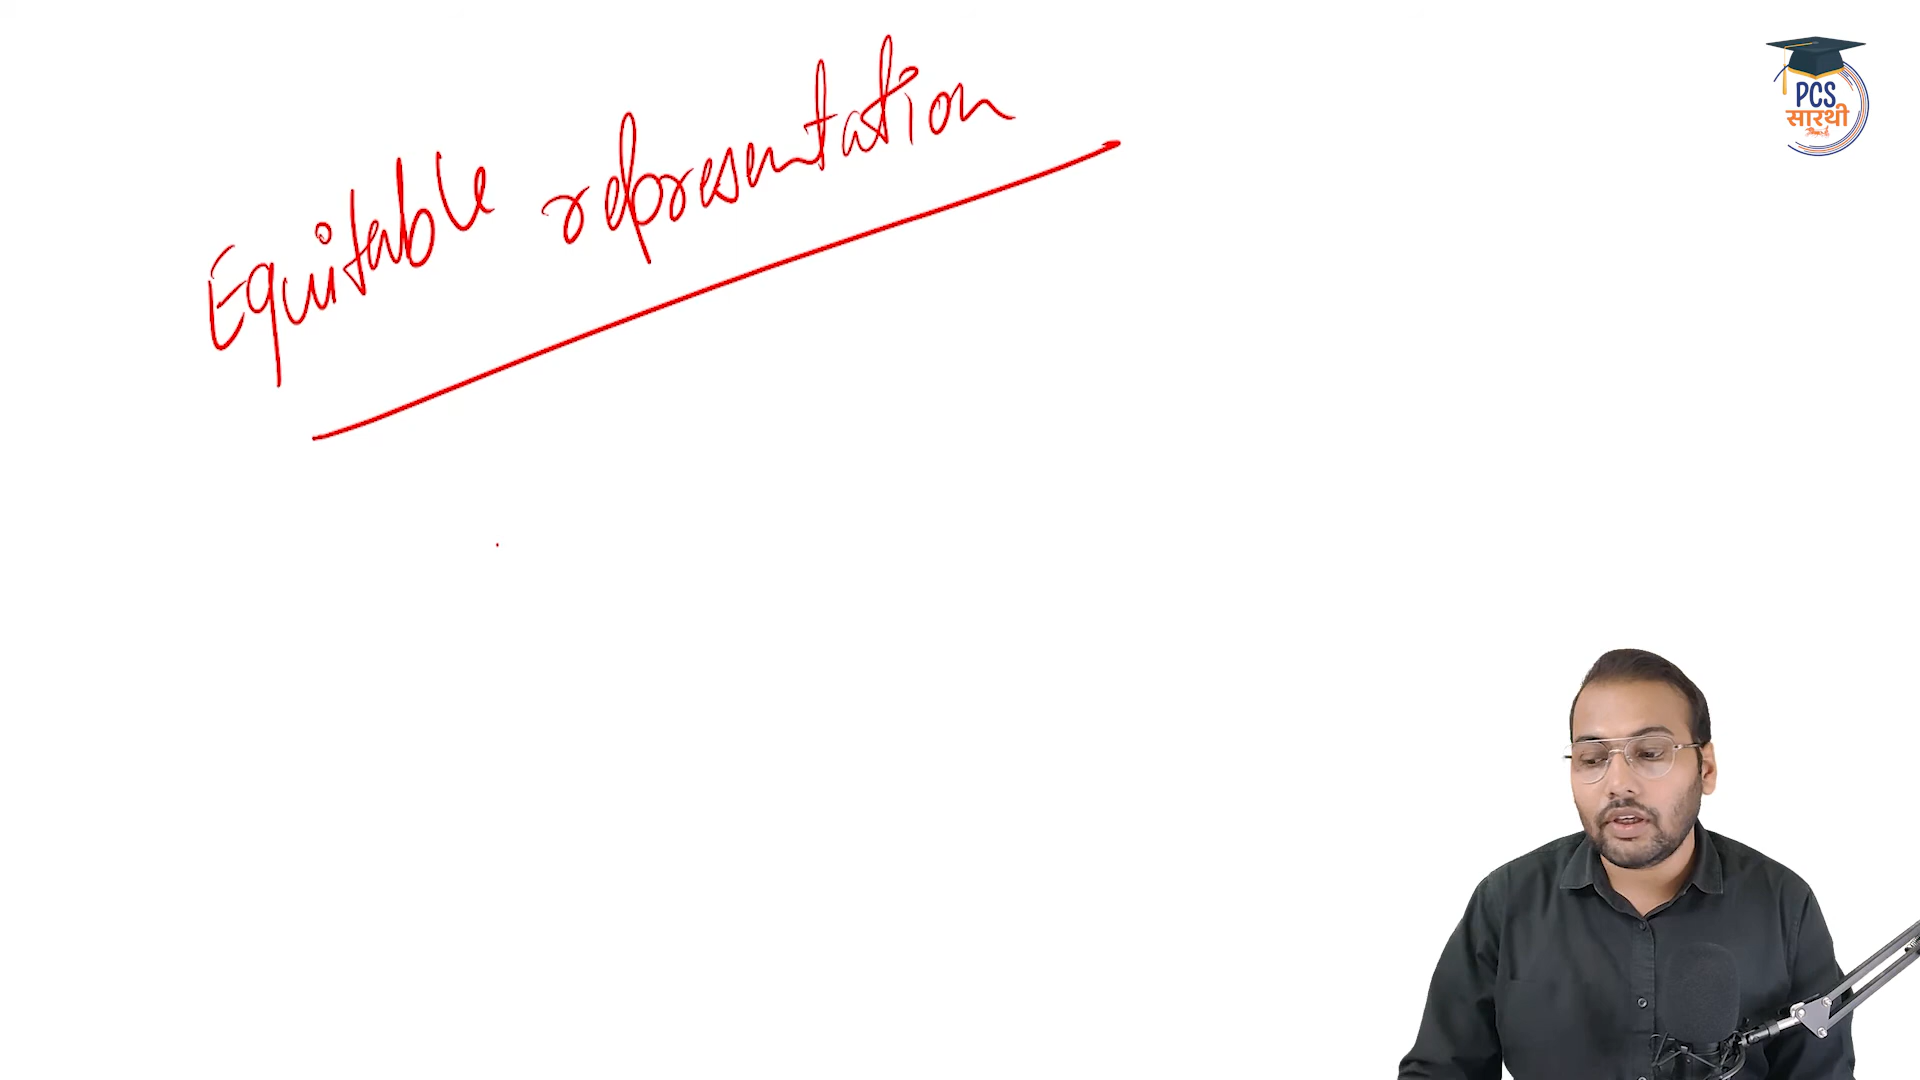 Equitable representation
PCS
सारथी